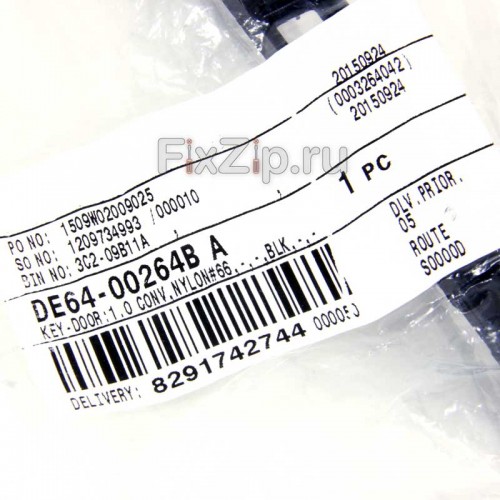 20150924
(0003264042)
20150924
FixZip.ru
PO NO: 1509W02009025
SO NO: 1209734993 /000010
BIN NO: 3C2-09B11A , ,
1 PC
DE64-00264B A
KEY-DOOR:1.0 CONV,NYLON#66,-,-,BLK,-,-
DLV.PRIOR.
05
ROUTE
S0000D
DELIVERY: 8291742744